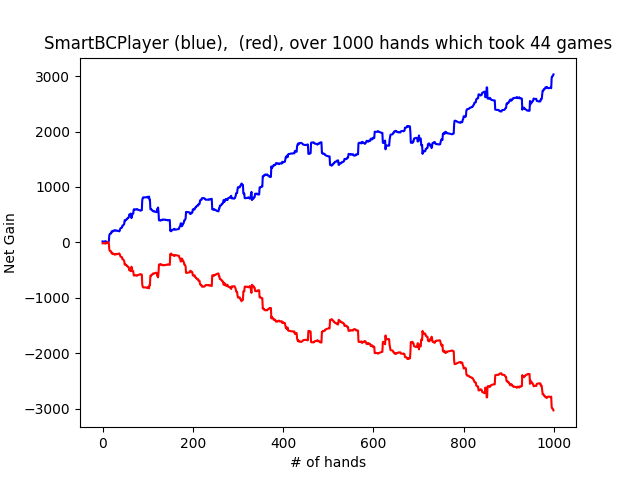 SmartBCPlayer (blue),  (red), over 1000 hands which took 44 games
3000
2000
1000
0
−1000
−2000
−3000
Net Gain
0 200 400 600 800 1000
# of hands